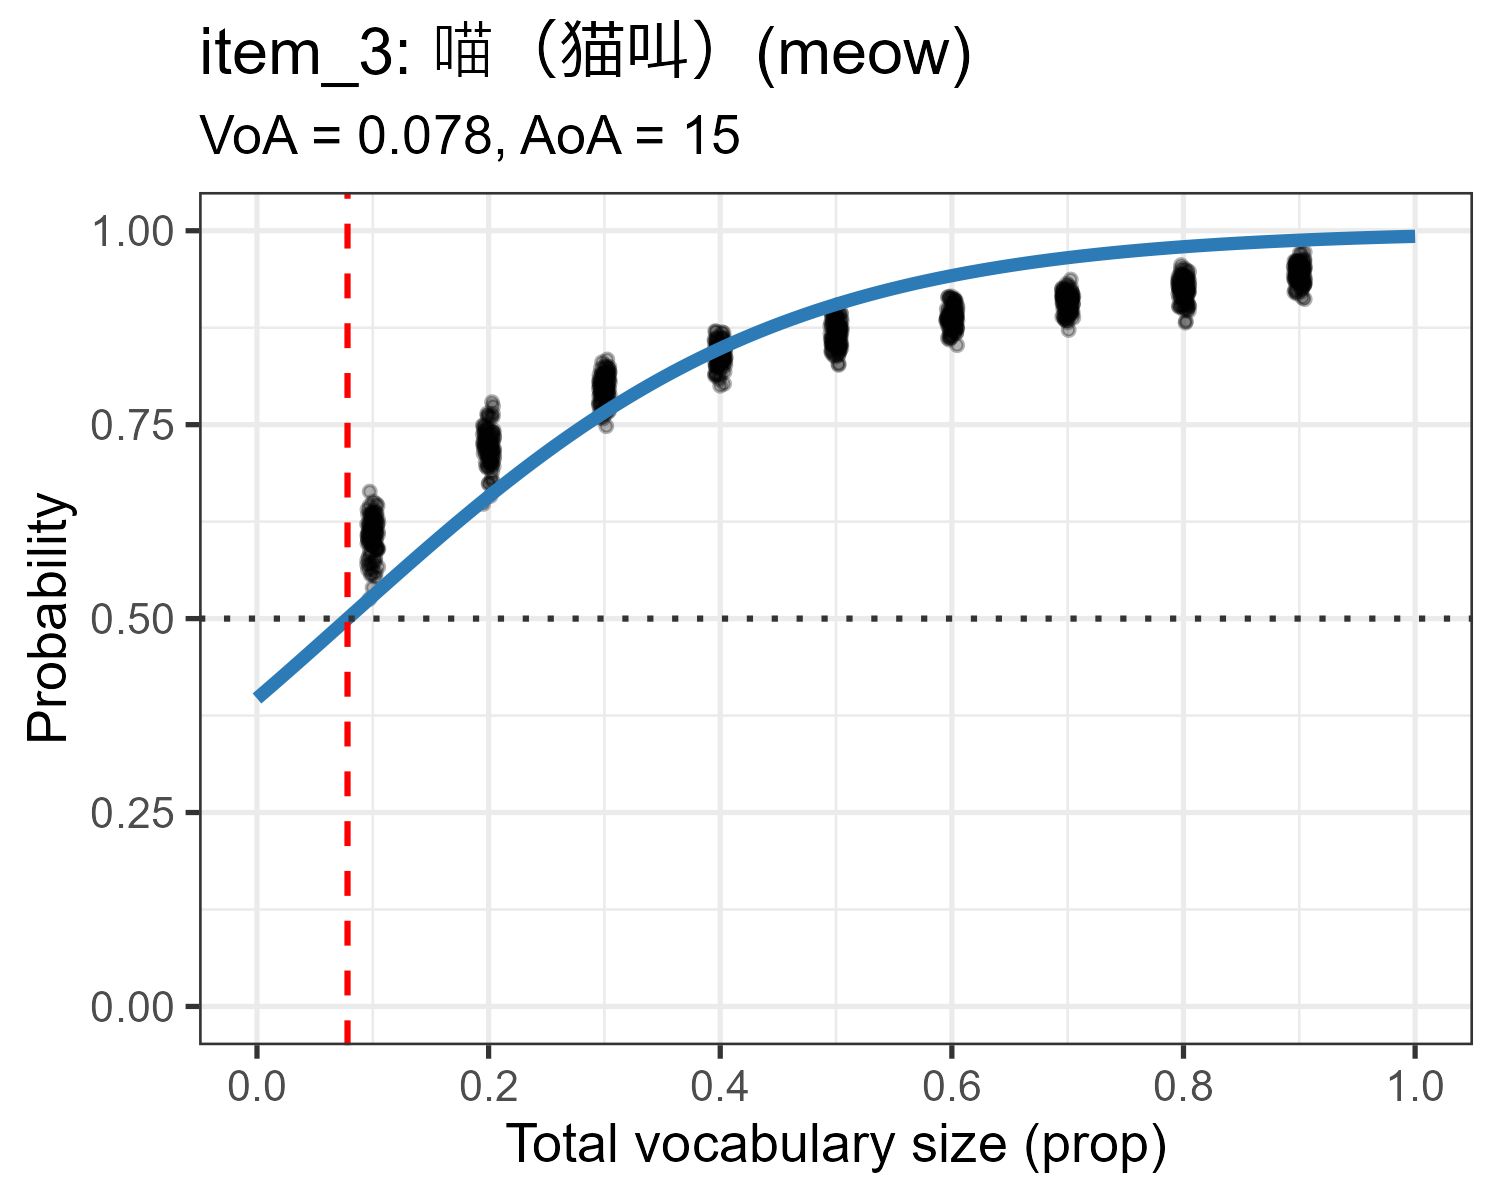 item_3: 喵（猫叫）(meow)
VoA = 0.078, AoA = 15
1.00
0.75
0.50
0.25
0.00
Probability
0.0 0.2 0.4 0.6 0.8 1.0
Total vocabulary size (prop)